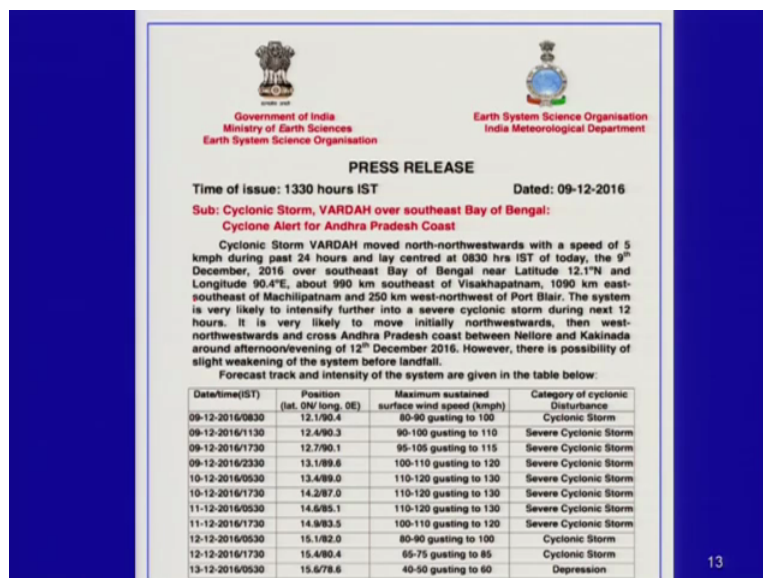 Government of India
Ministry of Earth Sciences
Earth System Science Organisation
Earth System Science Organisation
India Meteorological Department
PRESS RELEASE
Time of issue: 1330 hours IST Dated: 09-12-2016
Sub: Cyclonic Storm, VARDAH over southeast Bay of Bengal:
Cyclone Alert for Andhra Pradesh Coast
Cyclonic Storm VARDAH moved north-northwestwards with a speed of 5
kmph during past 24 hours and lay centred at 0830 hrs IST of today, the 9th
December, 2016 over southeast Bay of Bengal near Latitude 12.1°N and
Longitude 90.4°E, about 990 km southeast of Visakhapatnam, 1090 km east-
southeast of Machilipatnam and 250 km west-northwest of Port Blair. The system
is very likely to intensify further into a severe cyclonic storm during next 12
hours. It is very likely to move initially northwestwards, then west-
northwestwards and cross Andhra Pradesh coast between Nellore and Kakinada
around afternoon/evening of 12th December 2016. However, there is possibility of
slight weakening of the system before landfall.
Forecast track and intensity of the system are given in the table below:
Date/time(IST) Position (lat. 0N/ long. 0E) Maximum sustained surface wind speed (kmph) Category of cyclonic Disturbance
09-12-2016/0830 12.1/90.4 80-90 gusting to 100 Cyclonic Storm
09-12-2016/1130 12.4/90.3 90-100 gusting to 110 Severe Cyclonic Storm
09-12-2016/1730 12.7/90.1 95-105 gusting to 115 Severe Cyclonic Storm
09-12-2016/2330 13.1/89.6 100-110 gusting to 120 Severe Cyclonic Storm
10-12-2016/0530 13.4/89.0 110-120 gusting to 130 Severe Cyclonic Storm
10-12-2016/1730 14.2/87.0 110-120 gusting to 130 Severe Cyclonic Storm
11-12-2016/0530 14.6/85.1 110-120 gusting to 130 Severe Cyclonic Storm
11-12-2016/1730 14.9/83.5 100-110 gusting to 120 Severe Cyclonic Storm
12-12-2016/0530 15.1/82.0 80-90 gusting to 100 Cyclonic Storm
12-12-2016/1730 15.4/80.4 65-75 gusting to 85 Cyclonic Storm
13-12-2016/0530 15.6/78.6 40-50 gusting to 60 Depression
13